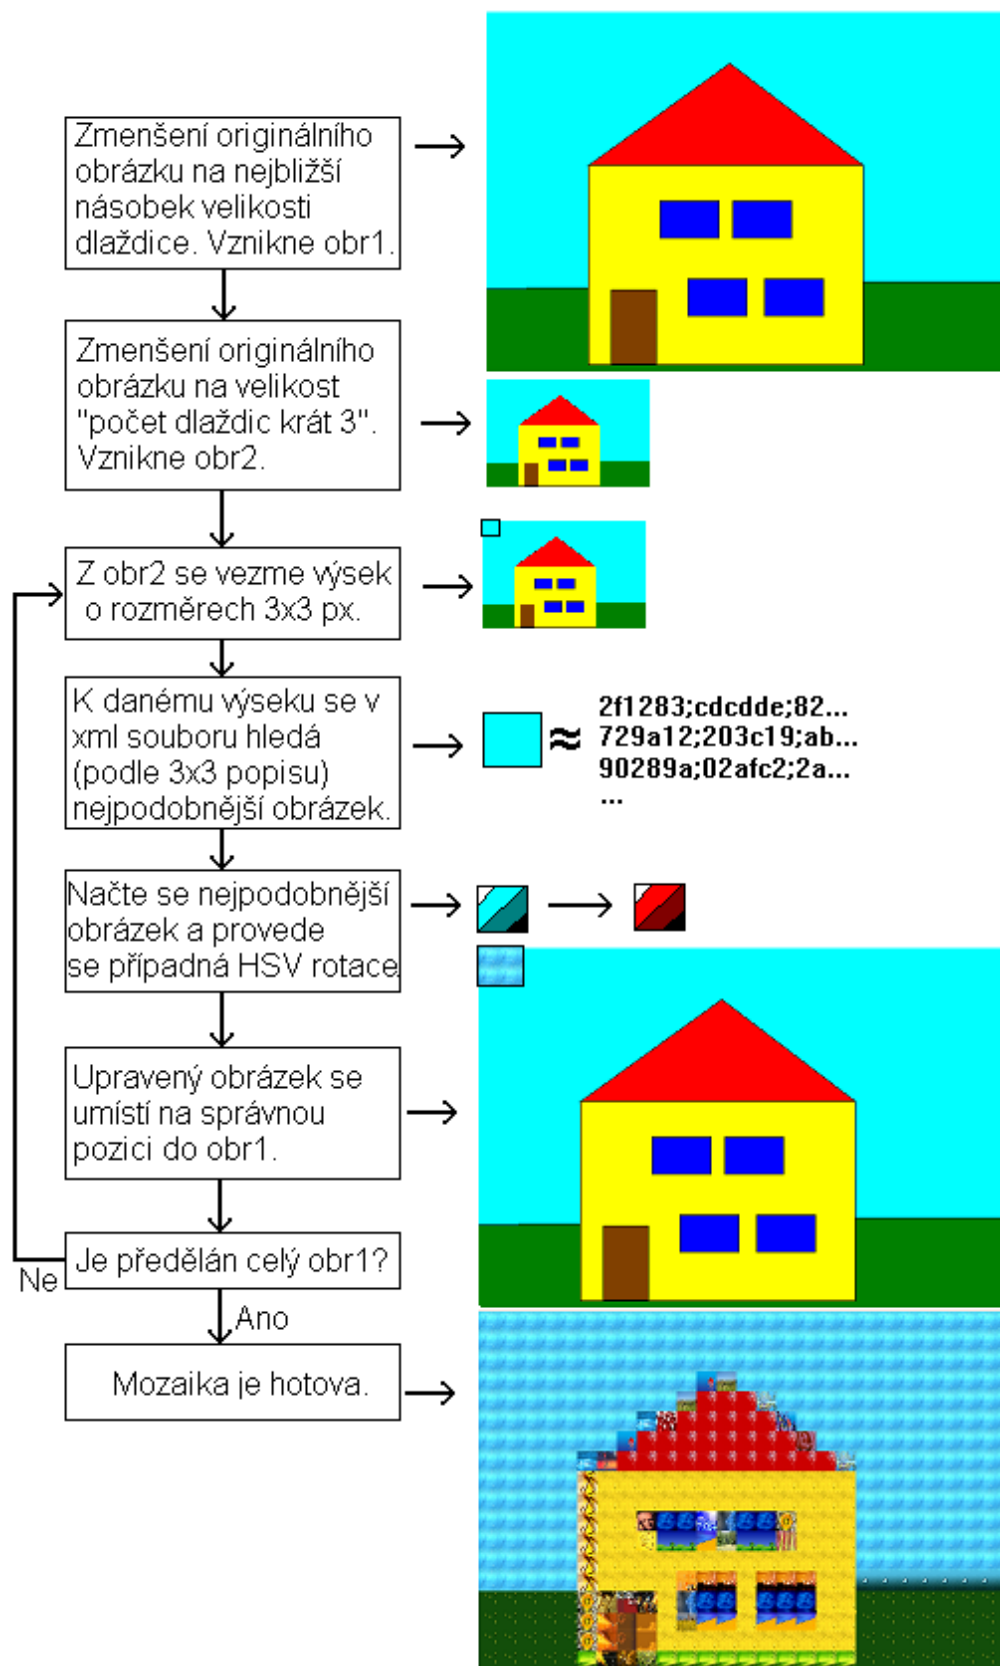 Zmenšení originálního
obrázku na nejbližší
násobek velikosti
dlaždice. Vznikne obr1.
Zmenšení originálního
obrázku na velikost
"počet dlaždic krát 3".
Vznikne obr2.
Z obr2 se vezme výsek
o rozměrech 3x3 px.
K danému výseku se v
xml souboru hledá
(podle 3x3 popisu)
nejpodobnější obrázek.
≈
2f1283;cdcdde;82...
729a12;203c19;ab...
90289a;02afc2;2a...
...
Načte se nejpodobnější
obrázek a provede
se případná HSV rotace.
Upravený obrázek se
umístí na správnou
pozici do obr1.
Je předělán celý obr1?
Ne
Ano
Mozaika je hotova.